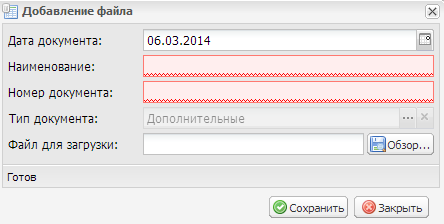 Добавление файла
Дата документа: 06.03.2014
Наименование:
Номер документа:
Тип документа: Дополнительные ...
Файл для загрузки: Обзор...
Готов
Сохранить Закрыть